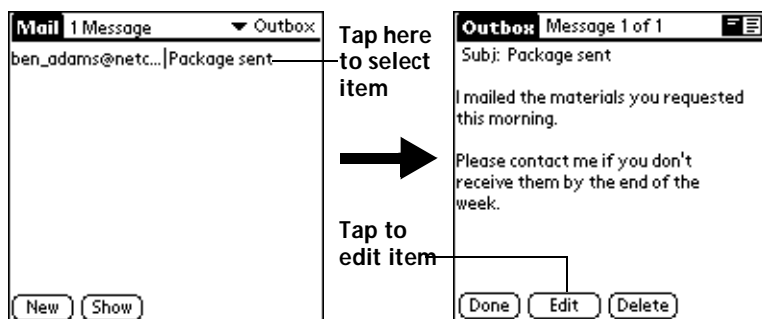 Mail 1 Message Outbox
ben_adams@netc... Package sent
New Show
Tap here
to select
item
Tap to
edit item
Outbox Message 1 of 1
Subj: Package sent
I mailed the materials you requested
this morning.
Please contact me if you don't
receive them by the end of the
week.
Done Edit Delete